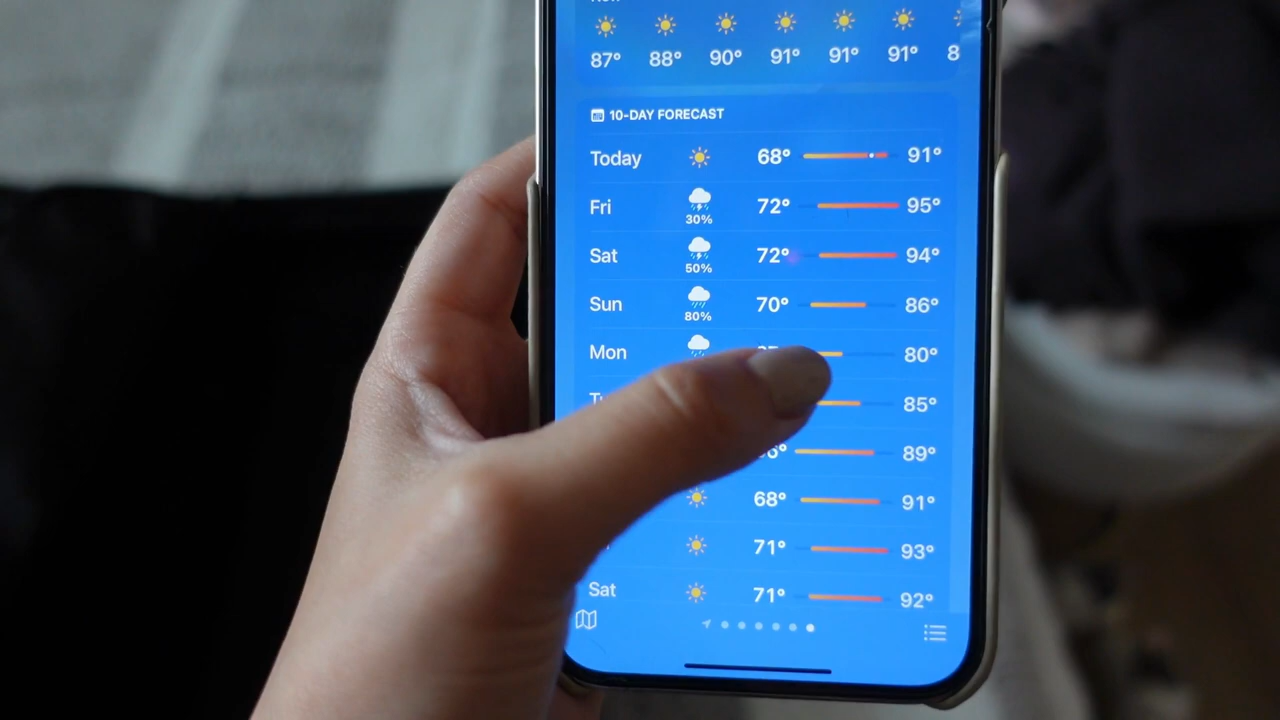 87° 88° 90° 91° 91° 91° 8
10-DAY FORECAST
Today 68° 91°
Fri 30% 72° 95°
Sat 50% 72° 94°
Sun 80% 70° 86°
Mon 80°
85°
89°
68° 91°
71° 93°
Sat 71° 92°